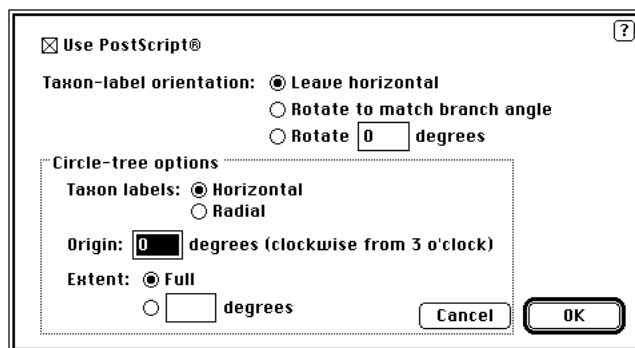 ?
Use PostScript®
Taxon-label orientation: Leave horizontal
Rotate to match branch angle
Rotate 0 degrees
Circle-tree options
Taxon labels: Horizontal
Radial
Origin: 0 degrees (clockwise from 3 o'clock)
Extent: Full
degrees
Cancel OK